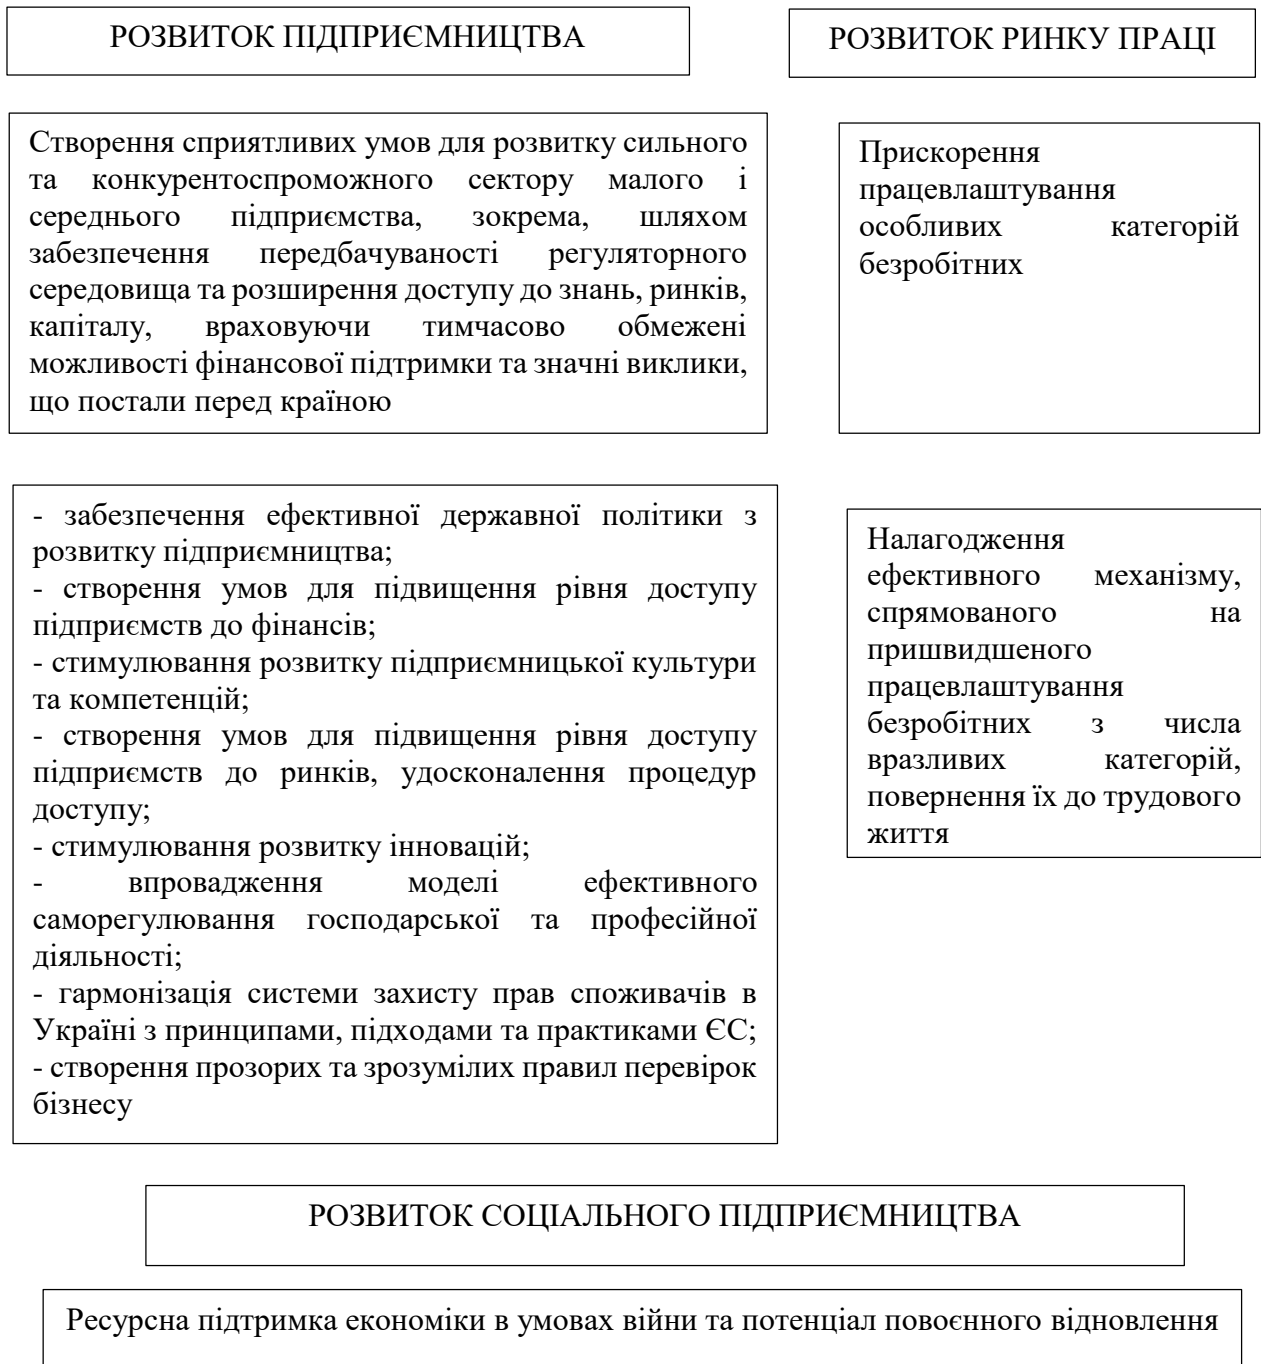 РОЗВИТОК ПІДПРИЄМНИЦТВА
РОЗВИТОК РИНКУ ПРАЦІ
Створення сприятливих умов для розвитку сильного
та конкурентоспроможного сектору малого і
середнього підприємства, зокрема, шляхом
забезпечення передбачуваності регуляторного
середовища та розширення доступу до знань, ринків,
капіталу, враховуючи тимчасово обмежені
можливості фінансової підтримки та значні виклики,
що постали перед країною
Прискорення
працевлаштування
особливих категорій
безробітних
- забезпечення ефективної державної політики з
розвитку підприємництва;
- створення умов для підвищення рівня доступу
підприємств до фінансів;
- стимулювання розвитку підприємницької культури
та компетенцій;
- створення умов для підвищення рівня доступу
підприємств до ринків, удосконалення процедур
доступу;
- стимулювання розвитку інновацій;
- впровадження моделі ефективного
саморегулювання господарської та професійної
діяльності;
- гармонізація системи захисту прав споживачів в
Україні з принципами, підходами та практиками ЄС;
- створення прозорих та зрозумілих правил перевірок
бізнесу
Налагодження
ефективного механізму,
спрямованого на
пришвидшеного
працевлаштування
безробітних з числа
вразливих категорій,
повернення їх до трудового
життя
РОЗВИТОК СОЦІАЛЬНОГО ПІДПРИЄМНИЦТВА
Ресурсна підтримка економіки в умовах війни та потенціал повоєнного відновлення